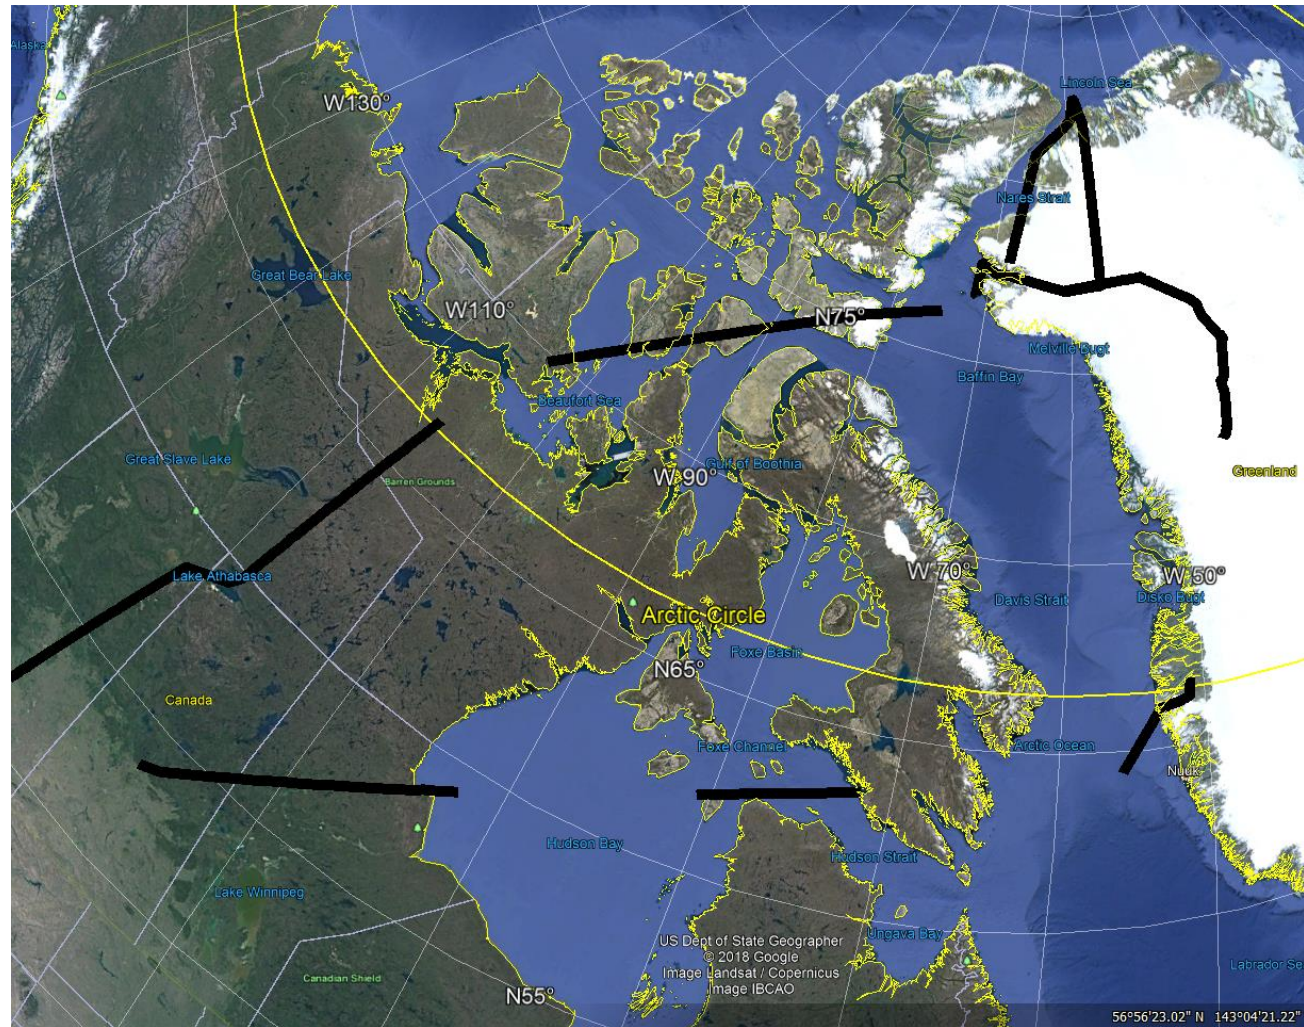 Alaska
Lincoln Sea
W130°
Nares Strait
Great Bear Lake
W110°
N75°
Melville Bugt
Baffin Bay
Beaufort Sea
Great Slave Lake
Gulf of Boothia
W 90°
Greenland
Barren Grounds
W 70°
W 50°
Lake Athabasca
Disko Bugt
Davis Strait
Arctic Circle
Foxe Basin
N65°
Canada
Foxe Channel
Arctic Ocean
Nuuk
Hudson Bay
Hudson Strait
Lake Winnipeg
Ungava Bay
US Dept of State Geographer
© 2018 Google
Image Landsat / Copernicus
Image IBCAO
Labrador Se
Canadian Shield
N55°
56°56'23.02" N 143°04'21.22"